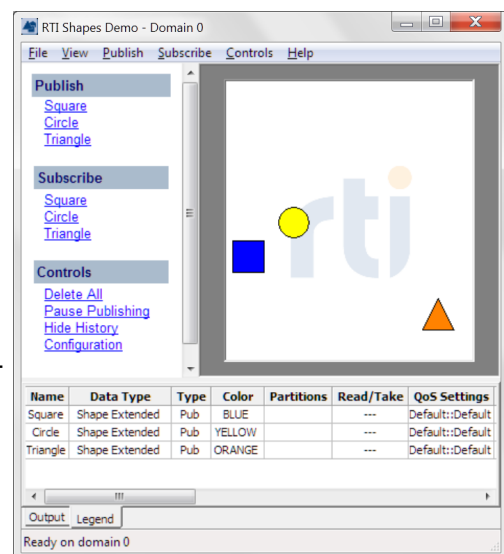 RTI Shapes Demo - Domain 0
File View Publish Subscribe Controls Help
Publish
Square
Circle
Triangle
Subscribe
Square
Circle
Triangle
Controls
Delete All
Pause Publishing
Hide History
Configuration
rti
Name Data Type Type Color Partitions Read/Take QoS Settings
Square Shape Extended Pub BLUE --- Default::Default
Circle Shape Extended Pub YELLOW --- Default::Default
Triangle Shape Extended Pub ORANGE --- Default::Default
Output Legend
Ready on domain 0